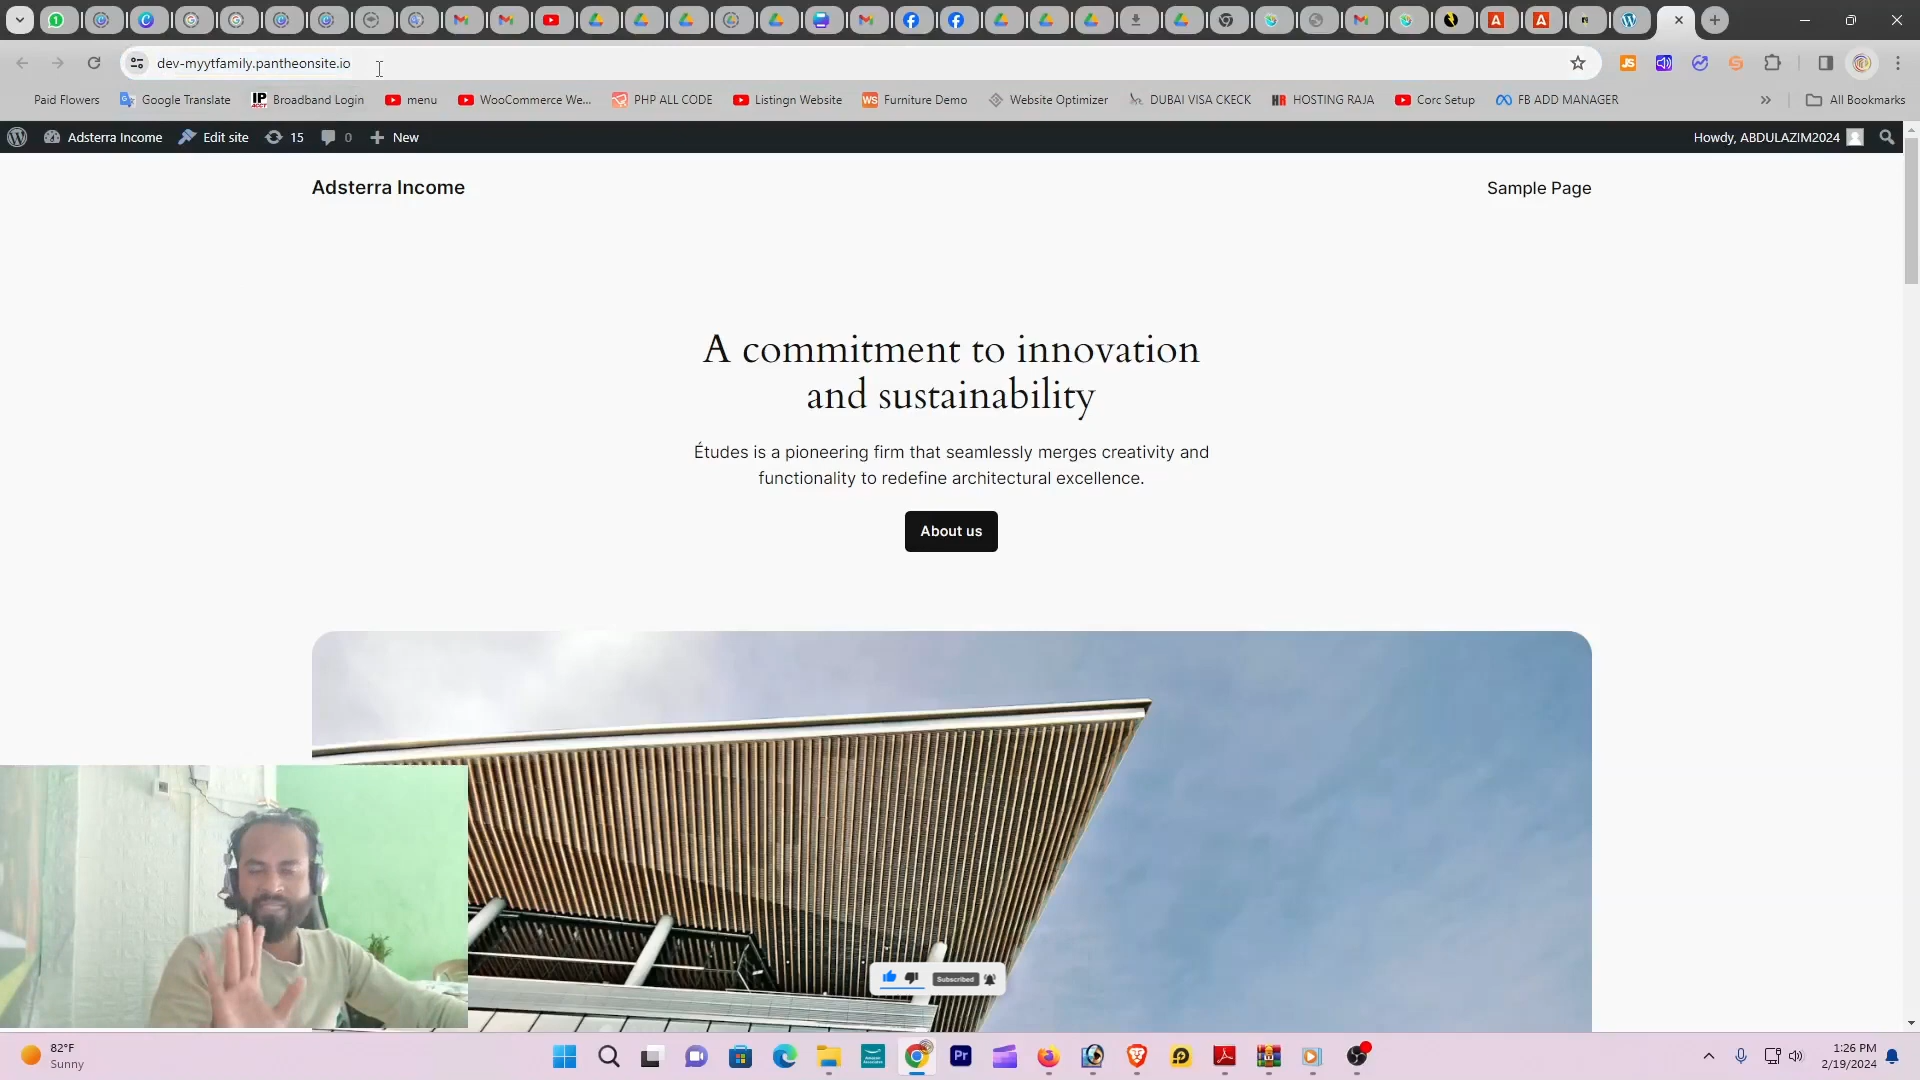 dev-myytfamily.pantheonsite.io
Paid Flowers Google Translate Broadband Login menu WooCommerce We... PHP ALL CODE Listingn Website Furniture Demo Website Optimizer DUBAI VISA CKECK HOSTING RAJA Corc Setup FB ADD MANAGER » All Bookmarks
Adsterra Income Edit site 15 0 New Howdy, ABDULAZIM2024
Adsterra Income Sample Page
A commitment to innovation
and sustainability
Études is a pioneering firm that seamlessly merges creativity and
functionality to redefine architectural excellence.
About us
Subscribed
82°F
Sunny
1:26 PM
2/19/2024